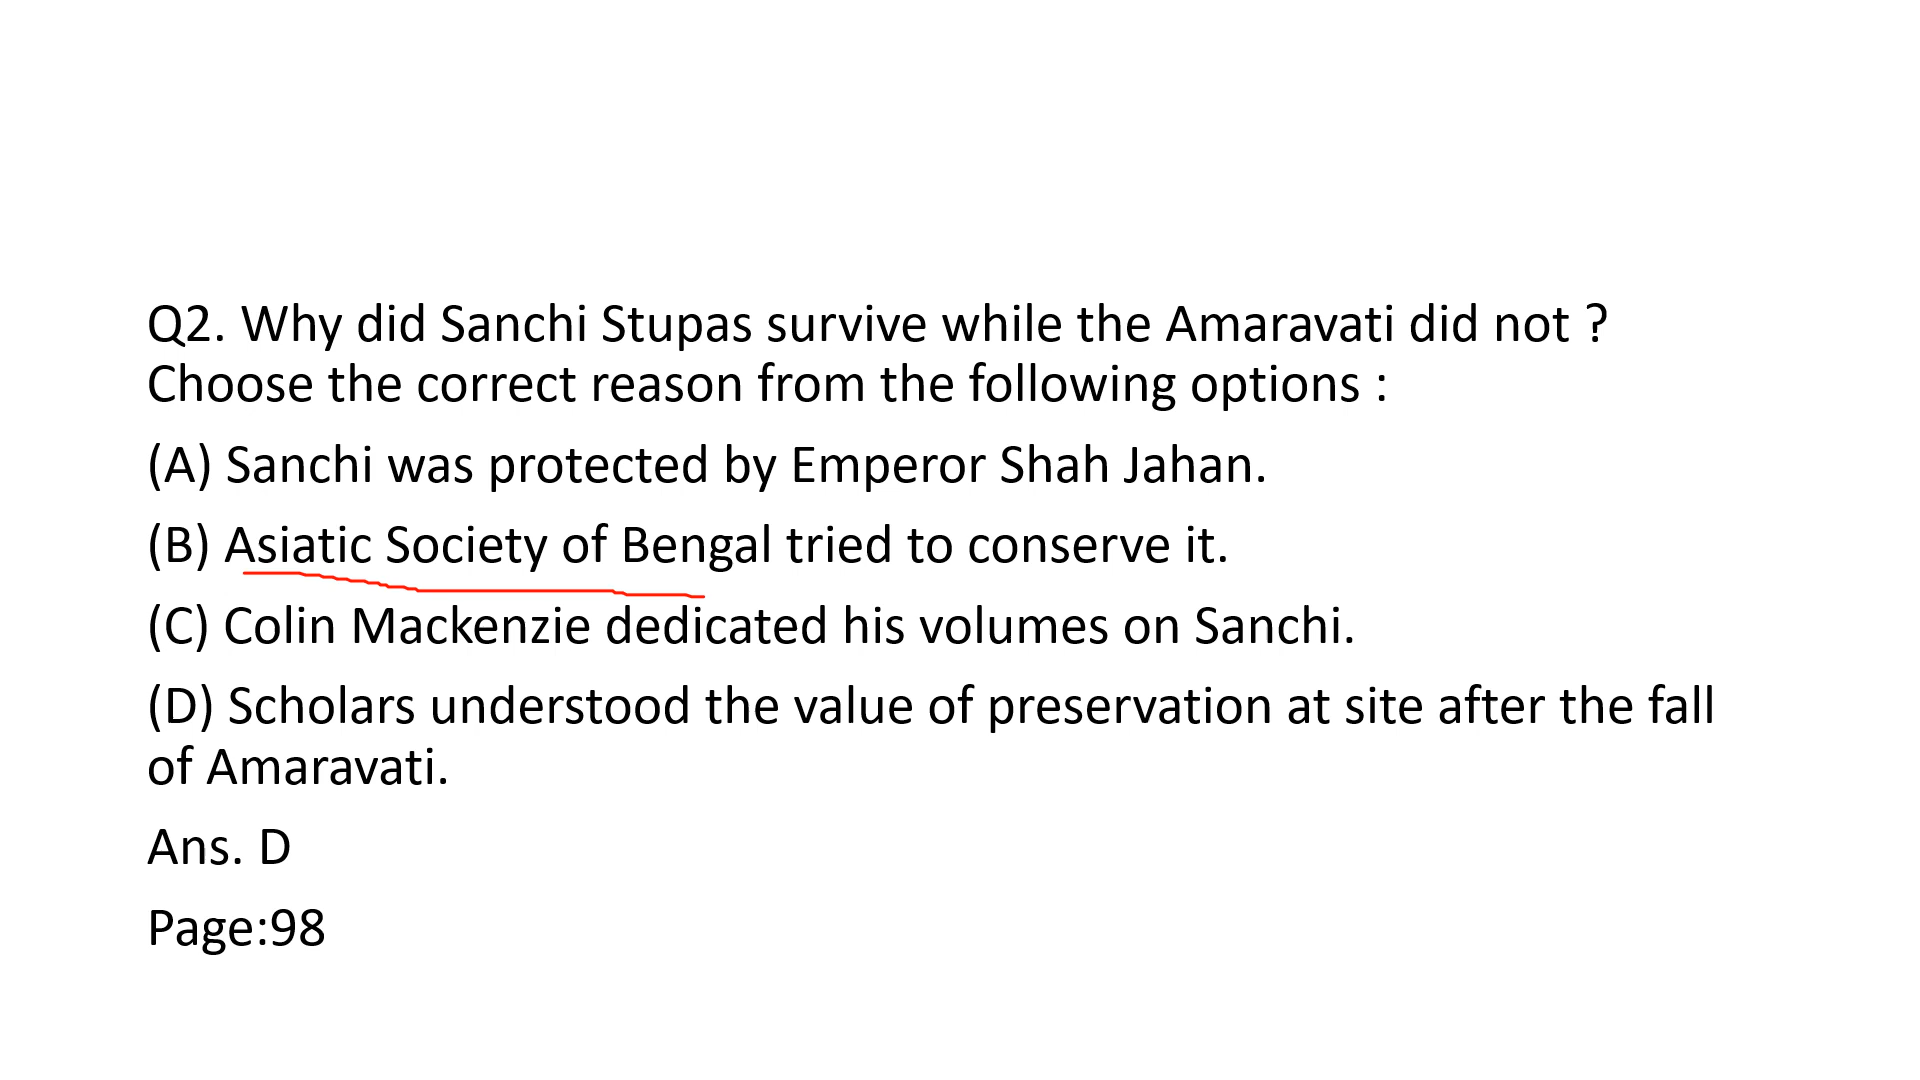 Q2. Why did Sanchi Stupas survive while the Amaravati did not ?
Choose the correct reason from the following options :
(A) Sanchi was protected by Emperor Shah Jahan.
(B) Asiatic Society of Bengal tried to conserve it.
(C) Colin Mackenzie dedicated his volumes on Sanchi.
(D) Scholars understood the value of preservation at site after the fall
of Amaravati.
Ans. D
Page:98